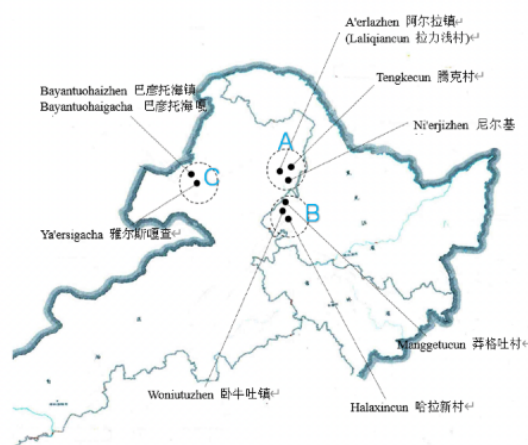 A'erlazhen 阿尔拉镇
(Laliqiancun 拉力浅村)
Tengkecun 腾克村
Bayantuohaizhen 巴彦托海镇
Bayantuohaigacha 巴彦托海嘎
Ni'erjizhen 尼尔基
A
C
B
Ya'ersigacha 雅尔斯嘎查
Manggetucun 莽格吐村
Woniutuzhen 卧牛吐镇
Halaxincun 哈拉新村